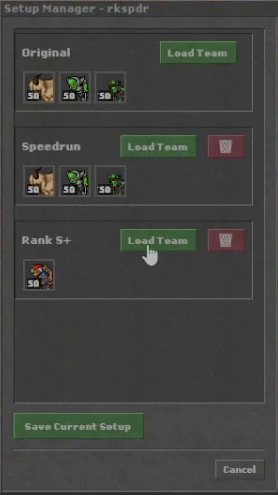 Setup Manager - rkspdr
Original
Load Team
50 50 50
Speedrun
Load Team
50 50 50
Rank S+
Load Team
50
Save Current Setup
Cancel